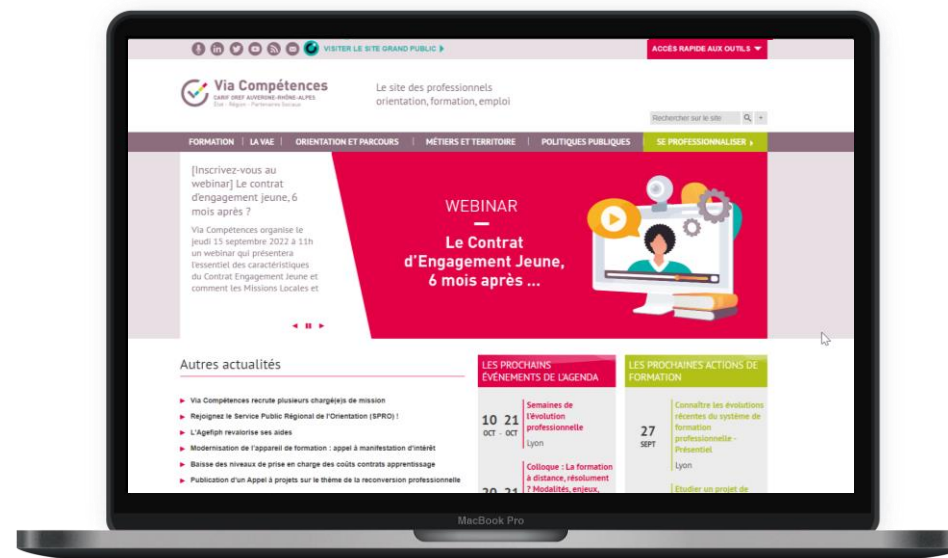 VISITER LE SITE GRAND PUBLIC
ACCÈS RAPIDE AUX OUTILS
Via Compétences
CARIF OREF AUVERGNE-RHÔNE-ALPES
État - Région - Partenaires Sociaux
Le site des professionnels
orientation, formation, emploi
Rechercher sur le site
FORMATION
LA VAE
ORIENTATION ET PARCOURS
MÉTIERS ET TERRITOIRE
POLITIQUES PUBLIQUES
SE PROFESSIONNALISER
[Inscrivez-vous au
webinar] Le contrat
d'engagement jeune, 6
mois après ?
Via Compétences organise le
jeudi 15 septembre 2022 à 11h
un webinar qui présentera
l'essentiel des caractéristiques
du Contrat Engagement Jeune et
comment les Missions Locales et
WEBINAR
Le Contrat
d'Engagement Jeune,
6 mois après ...
Autres actualités
Via Compétences recrute plusieurs chargé(e)s de mission
Rejoignez le Service Public Régional de l'Orientation (SPRO) !
L'Agefiph revalorise ses aides
Modernisation de l'appareil de formation : appel à manifestation d'intérêt
Baisse des niveaux de prise en charge des coûts contrats apprentissage
Publication d'un Appel à projets sur le thème de la reconversion professionnelle
LES PROCHAINS
ÉVÉNEMENTS DE L'AGENDA
10 21
OCT - OCT
Semaines de
l'évolution
professionnelle
Lyon
20 21
Colloque : La formation
à distance, résolument
? Modalités, enjeux,
LES PROCHAINES ACTIONS DE
FORMATION
27
SEPT
Connaître les évolutions
récentes du système de
formation
professionnelle -
Présentiel
Lyon
Etudier un projet de
MacBook Pro